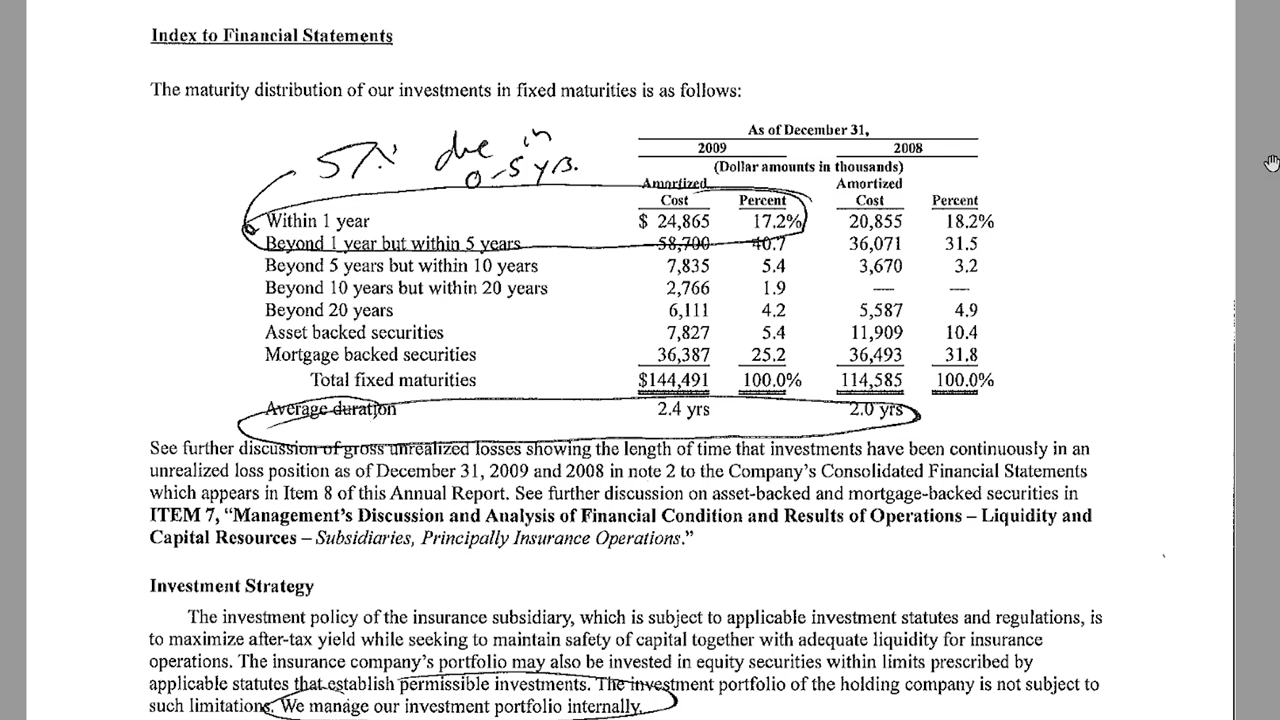 Index to Financial Statements
The maturity distribution of our investments in fixed maturities is as follows:
57% due in
0-5 yrs.
As of December 31,
2009 2008
(Dollar amounts in thousands)
Amortized Amortized
Cost Percent Cost Percent
Within 1 year $ 24,865 17.2% 20,855 18.2%
Beyond 1 year but within 5 years 58,700 40.7 36,071 31.5
Beyond 5 years but within 10 years 7,835 5.4 3,670 3.2
Beyond 10 years but within 20 years 2,766 1.9 — —
Beyond 20 years 6,111 4.2 5,587 4.9
Asset backed securities 7,827 5.4 11,909 10.4
Mortgage backed securities 36,387 25.2 36,493 31.8
Total fixed maturities $144,491 100.0% 114,585 100.0%
Average duration 2.4 yrs 2.0 yrs
See further discussion of gross unrealized losses showing the length of time that investments have been continuously in an
unrealized loss position as of December 31, 2009 and 2008 in note 2 to the Company's Consolidated Financial Statements
which appears in Item 8 of this Annual Report. See further discussion on asset-backed and mortgage-backed securities in
ITEM 7, “Management's Discussion and Analysis of Financial Condition and Results of Operations – Liquidity and
Capital Resources – Subsidiaries, Principally Insurance Operations.”
Investment Strategy
The investment policy of the insurance subsidiary, which is subject to applicable investment statutes and regulations, is
to maximize after-tax yield while seeking to maintain safety of capital together with adequate liquidity for insurance
operations. The insurance company's portfolio may also be invested in equity securities within limits prescribed by
applicable statutes that establish permissible investments. The investment portfolio of the holding company is not subject to
such limitations. We manage our investment portfolio internally.